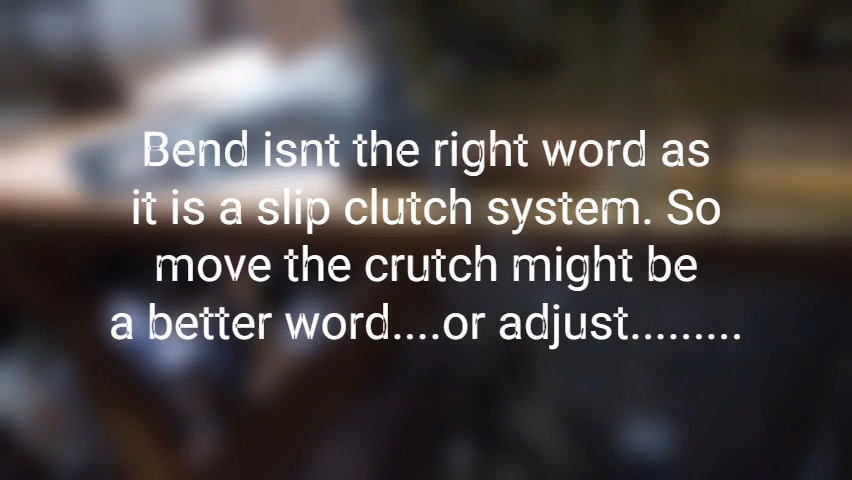 Bend isnt the right word as
it is a slip clutch system. So
move the crutch might be
a better word....or adjust.........